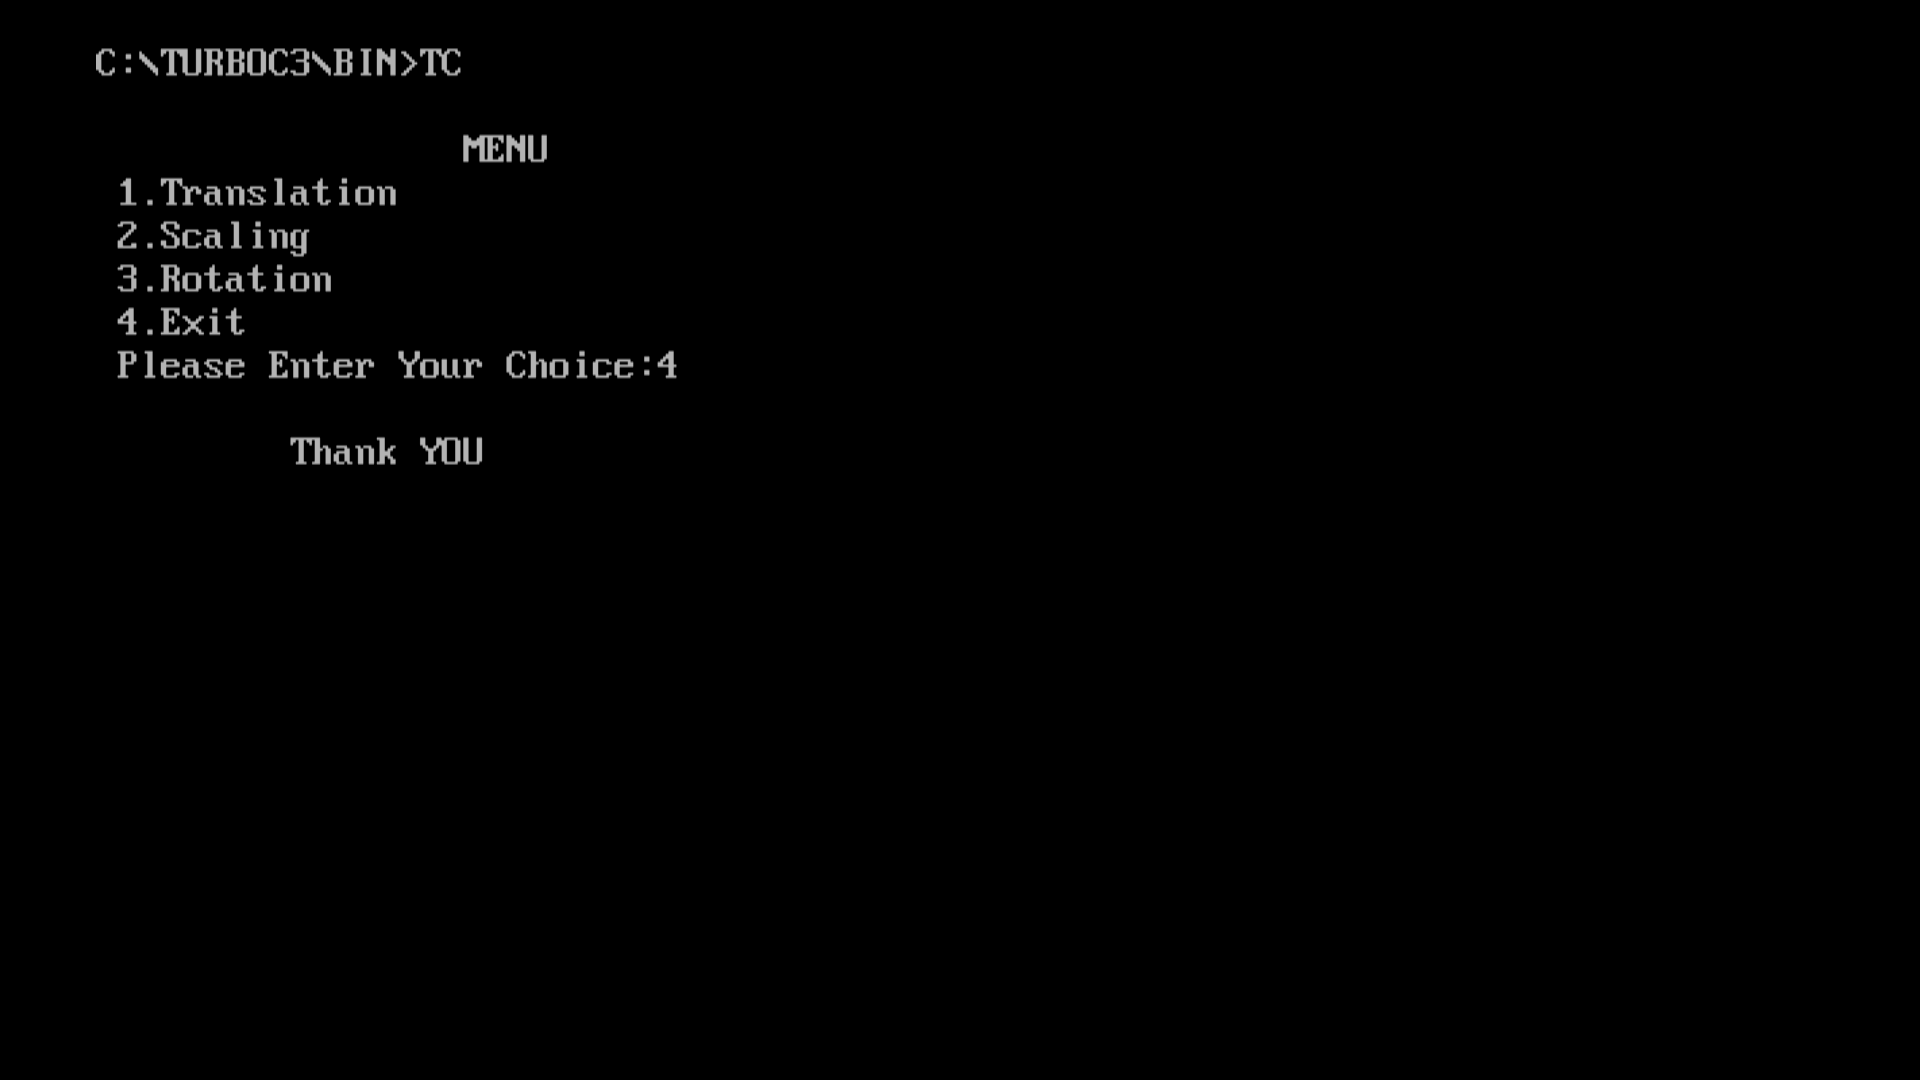 C:\TURBOC3\BIN>TC
MENU
1.Translation
2.Scaling
3.Rotation
4.Exit
Please Enter Your Choice:4
Thank YOU